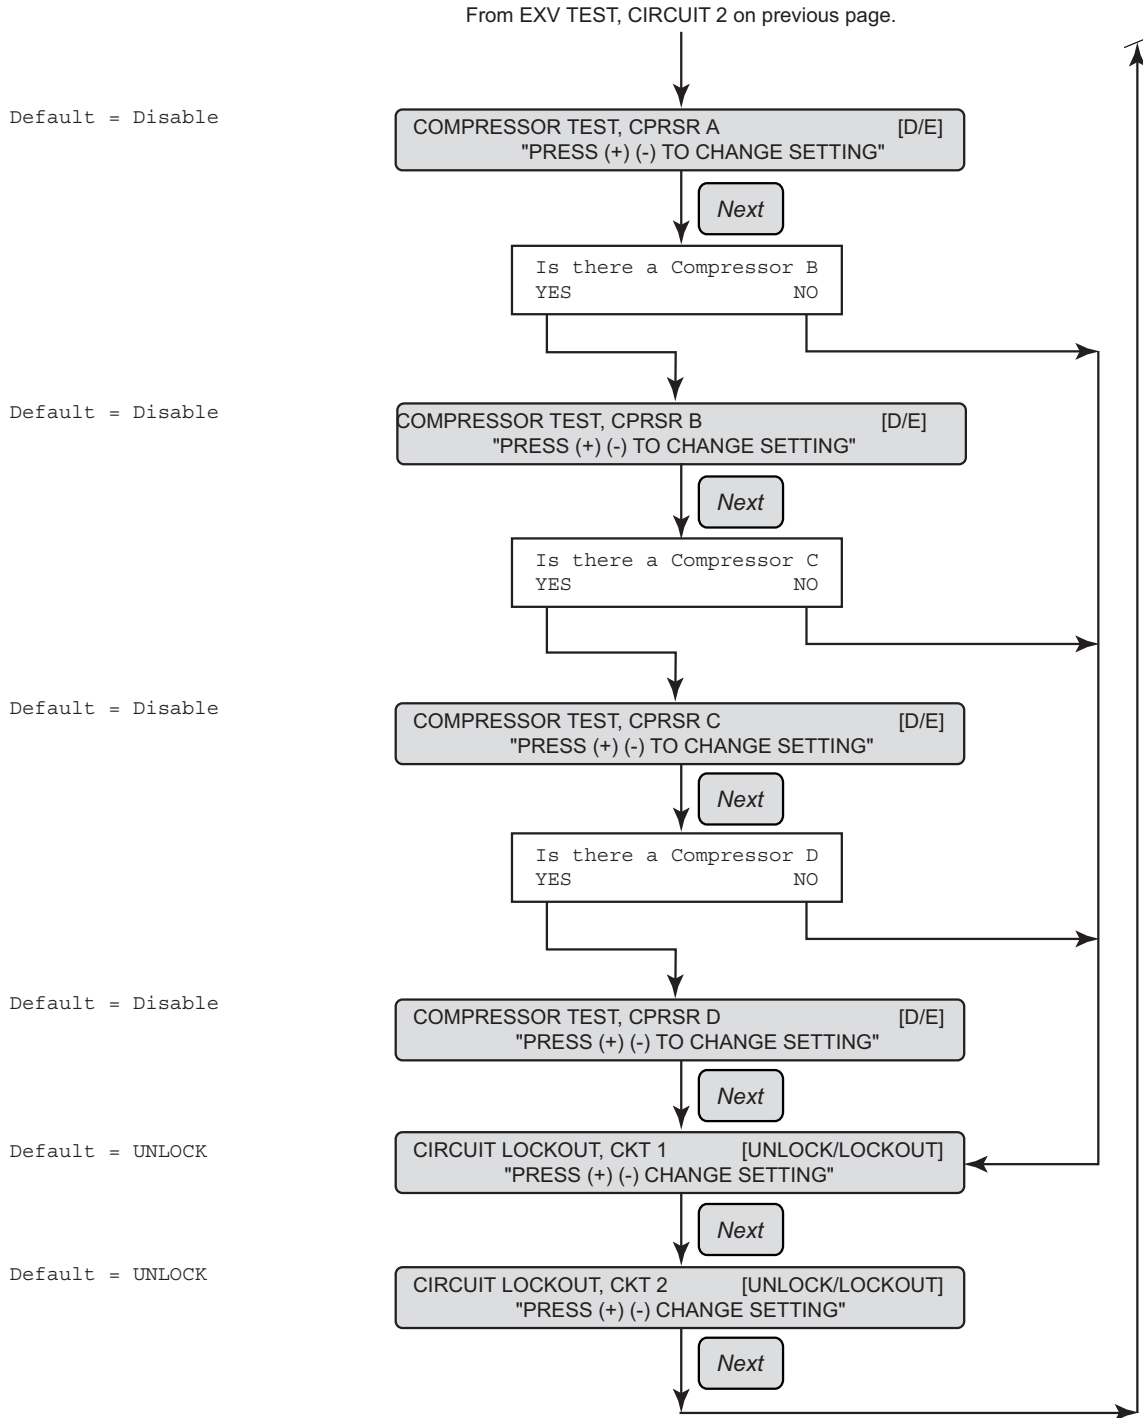 From EXV TEST, CIRCUIT 2 on previous page.
Default = Disable
COMPRESSOR TEST, CPRSR A [D/E]
"PRESS (+) (-) TO CHANGE SETTING"
Next
Is there a Compressor B
YES NO
Default = Disable
COMPRESSOR TEST, CPRSR B [D/E]
"PRESS (+) (-) TO CHANGE SETTING"
Next
Is there a Compressor C
YES NO
Default = Disable
COMPRESSOR TEST, CPRSR C [D/E]
"PRESS (+) (-) TO CHANGE SETTING"
Next
Is there a Compressor D
YES NO
Default = Disable
COMPRESSOR TEST, CPRSR D [D/E]
"PRESS (+) (-) TO CHANGE SETTING"
Next
Default = UNLOCK
CIRCUIT LOCKOUT, CKT 1 [UNLOCK/LOCKOUT]
"PRESS (+) (-) CHANGE SETTING"
Next
Default = UNLOCK
CIRCUIT LOCKOUT, CKT 2 [UNLOCK/LOCKOUT]
"PRESS (+) (-) CHANGE SETTING"
Next